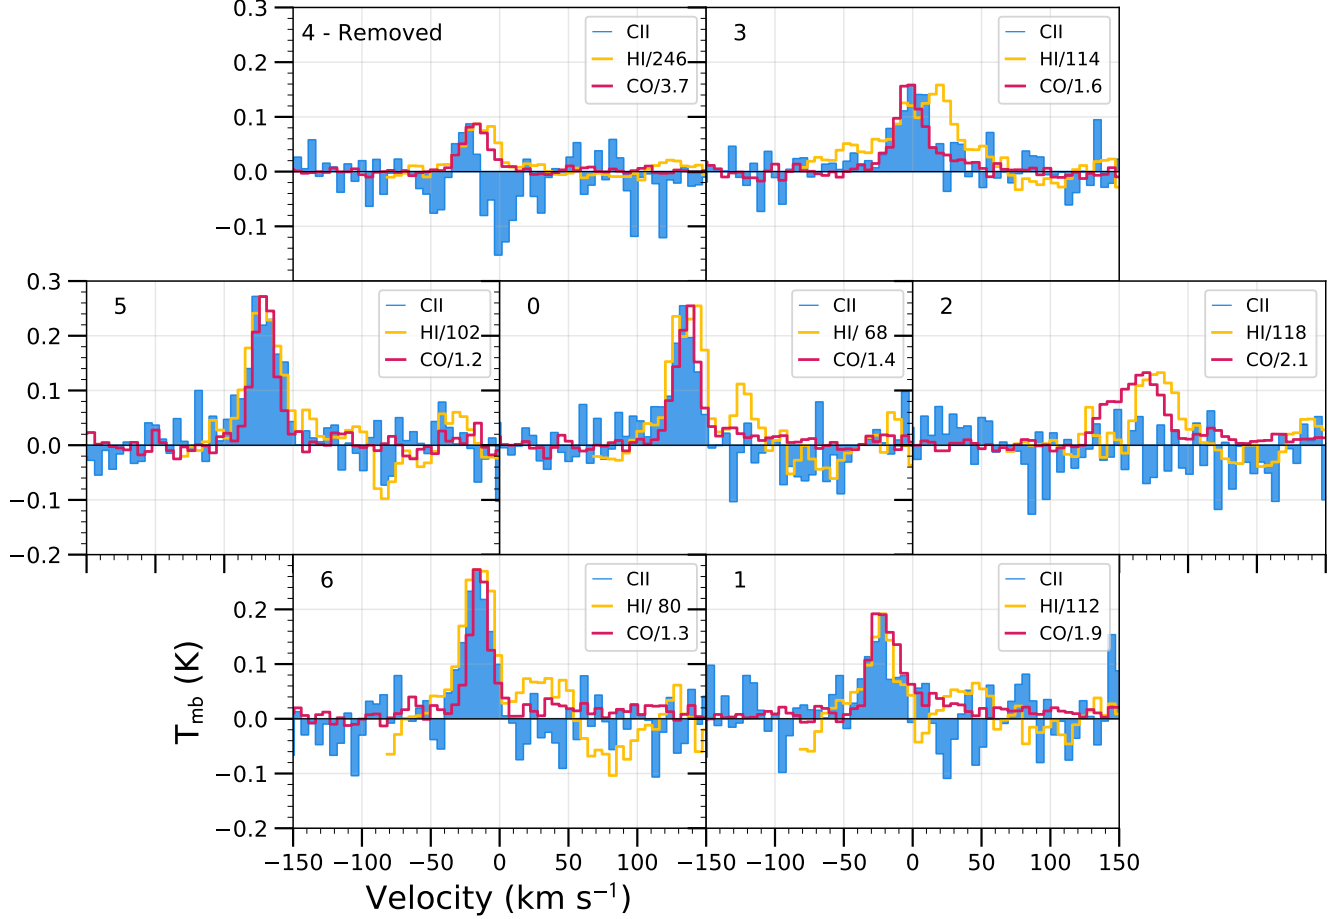 0.3
0.2
0.1
0.0
−0.1
4 - Removed
CII
HI/246
CO/3.7
3
CII
HI/114
CO/1.6
0.3
0.2
0.1
0.0
−0.1
−0.2
5
CII
HI/102
CO/1.2
0
CII
HI/ 68
CO/1.4
2
CII
HI/118
CO/2.1
0.2
0.1
0.0
−0.1
−0.2
6
CII
HI/ 80
CO/1.3
1
CII
HI/112
CO/1.9
T_mb (K)
−150 −100 −50 0 50 100 −150 −100 −50 0 50 100 150
Velocity (km s⁻¹)